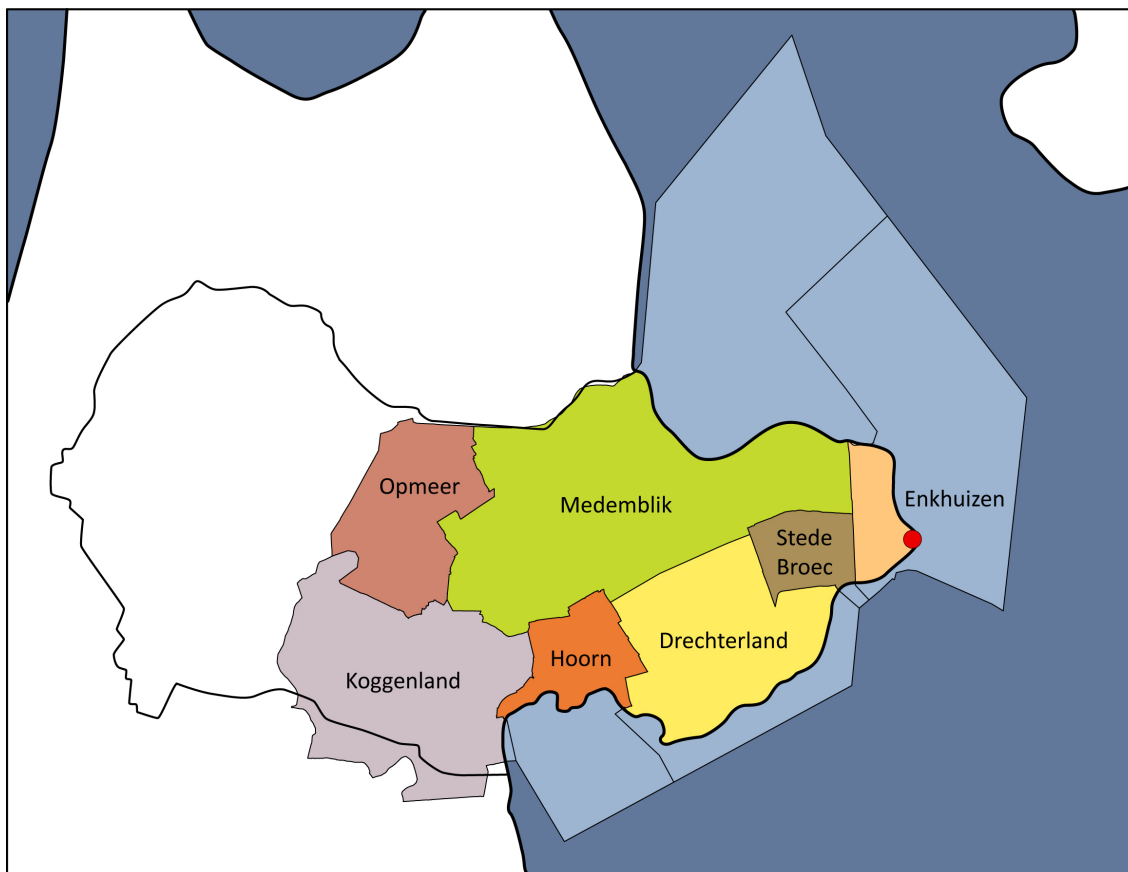 Opmeer
Medemblik
Enkhuizen
Stede
Broec
Drechterland
Hoorn
Koggenland